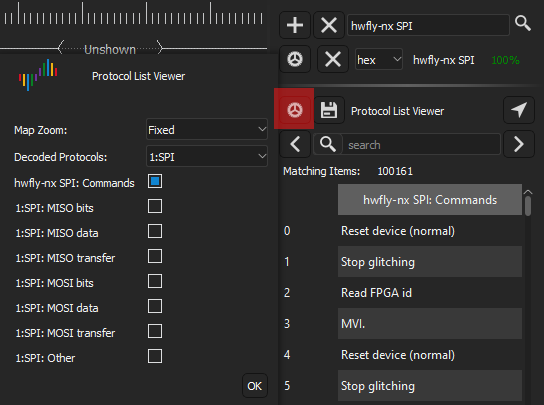 Unshown
Protocol List Viewer
Map Zoom: Fixed
Decoded Protocols: 1:SPI
hwfly-nx SPI: Commands
1:SPI: MISO bits
1:SPI: MISO data
1:SPI: MISO transfer
1:SPI: MOSI bits
1:SPI: MOSI data
1:SPI: MOSI transfer
1:SPI: Other
OK
hwfly-nx SPI
hex hwfly-nx SPI 100%
Protocol List Viewer
search
Matching Items: 100161
hwfly-nx SPI: Commands
0 Reset device (normal)
1 Stop glitching
2 Read FPGA id
3 MVI.
4 Reset device (normal)
5 Stop glitching